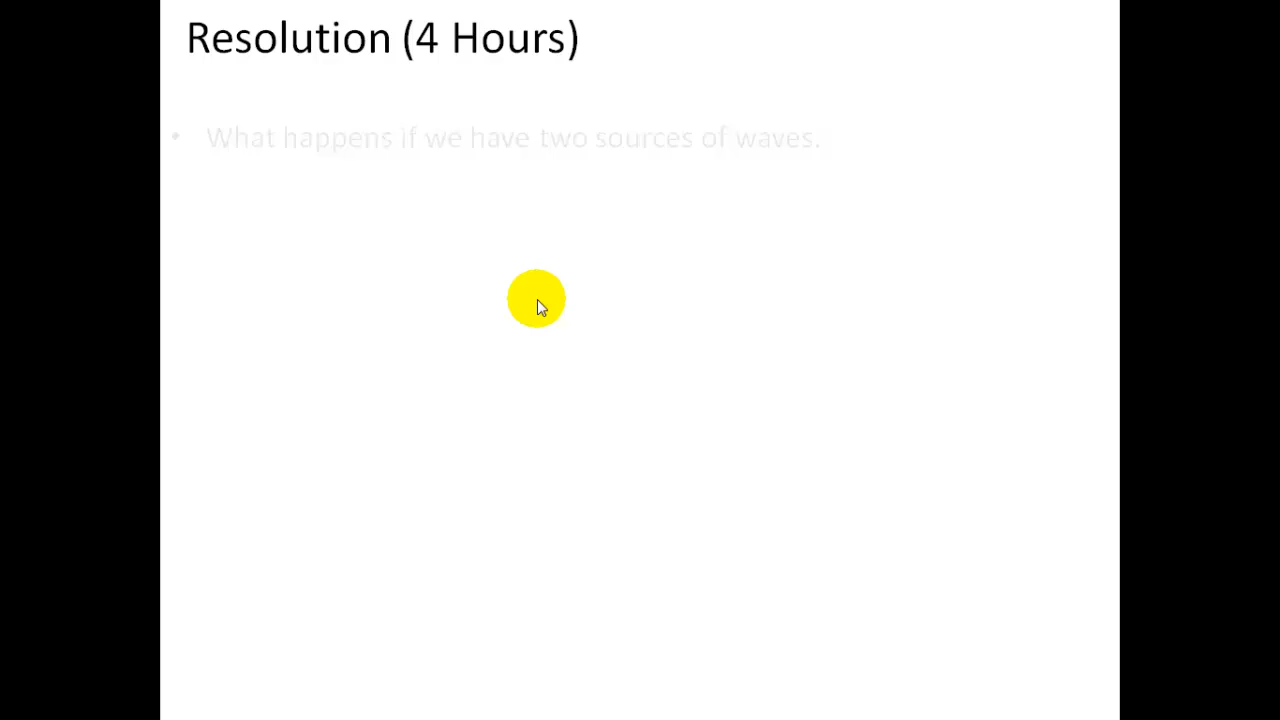 Resolution (4 Hours)
• What happens if we have two sources of waves.